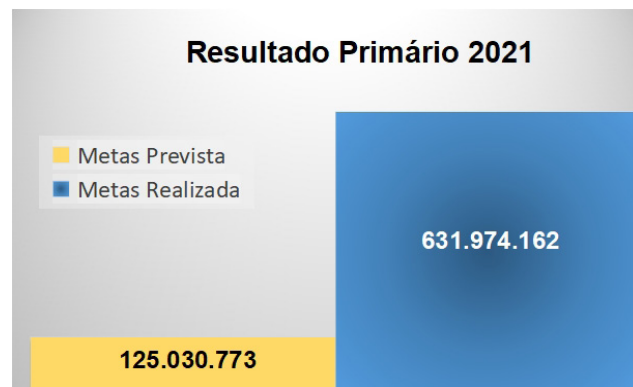 Resultado Primário 2021
Metas Prevista
Metas Realizada
631.974.162
125.030.773